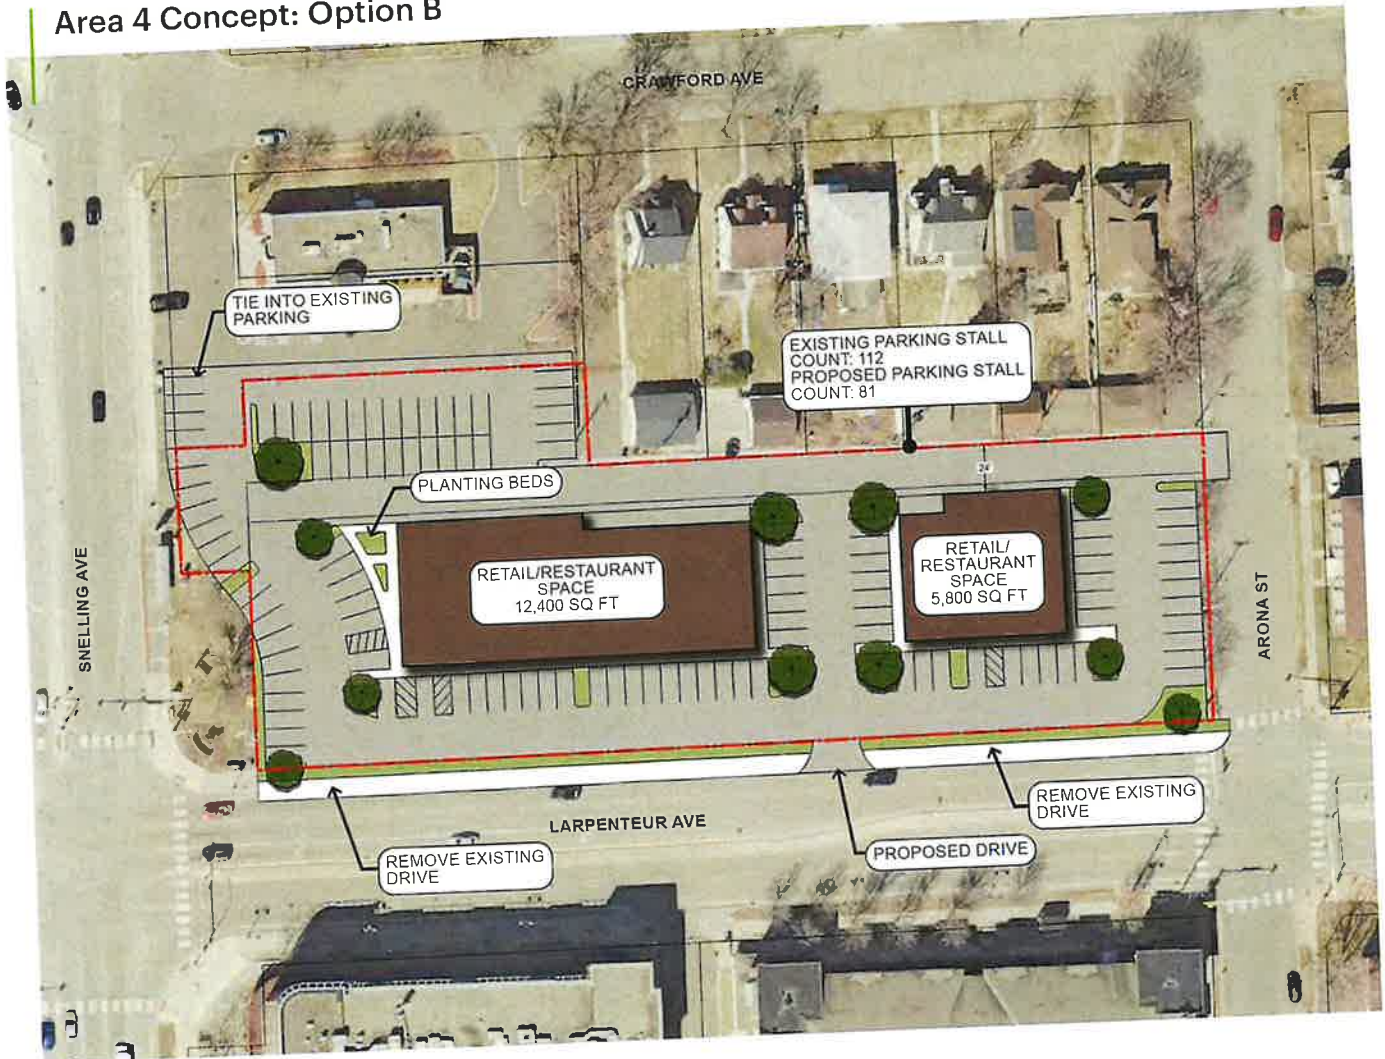 Area 4 Concept: Option B
CRAWFORD AVE
TIE INTO EXISTING
PARKING
EXISTING PARKING STALL
COUNT: 112
PROPOSED PARKING STALL
COUNT: 81
PLANTING BEDS
24'
RETAIL/RESTAURANT
SPACE
12,400 SQ FT
RETAIL/
RESTAURANT
SPACE
5,800 SQ FT
SNELLING AVE
ARONA ST
REMOVE EXISTING
DRIVE
LARPENTEUR AVE
PROPOSED DRIVE
REMOVE EXISTING
DRIVE